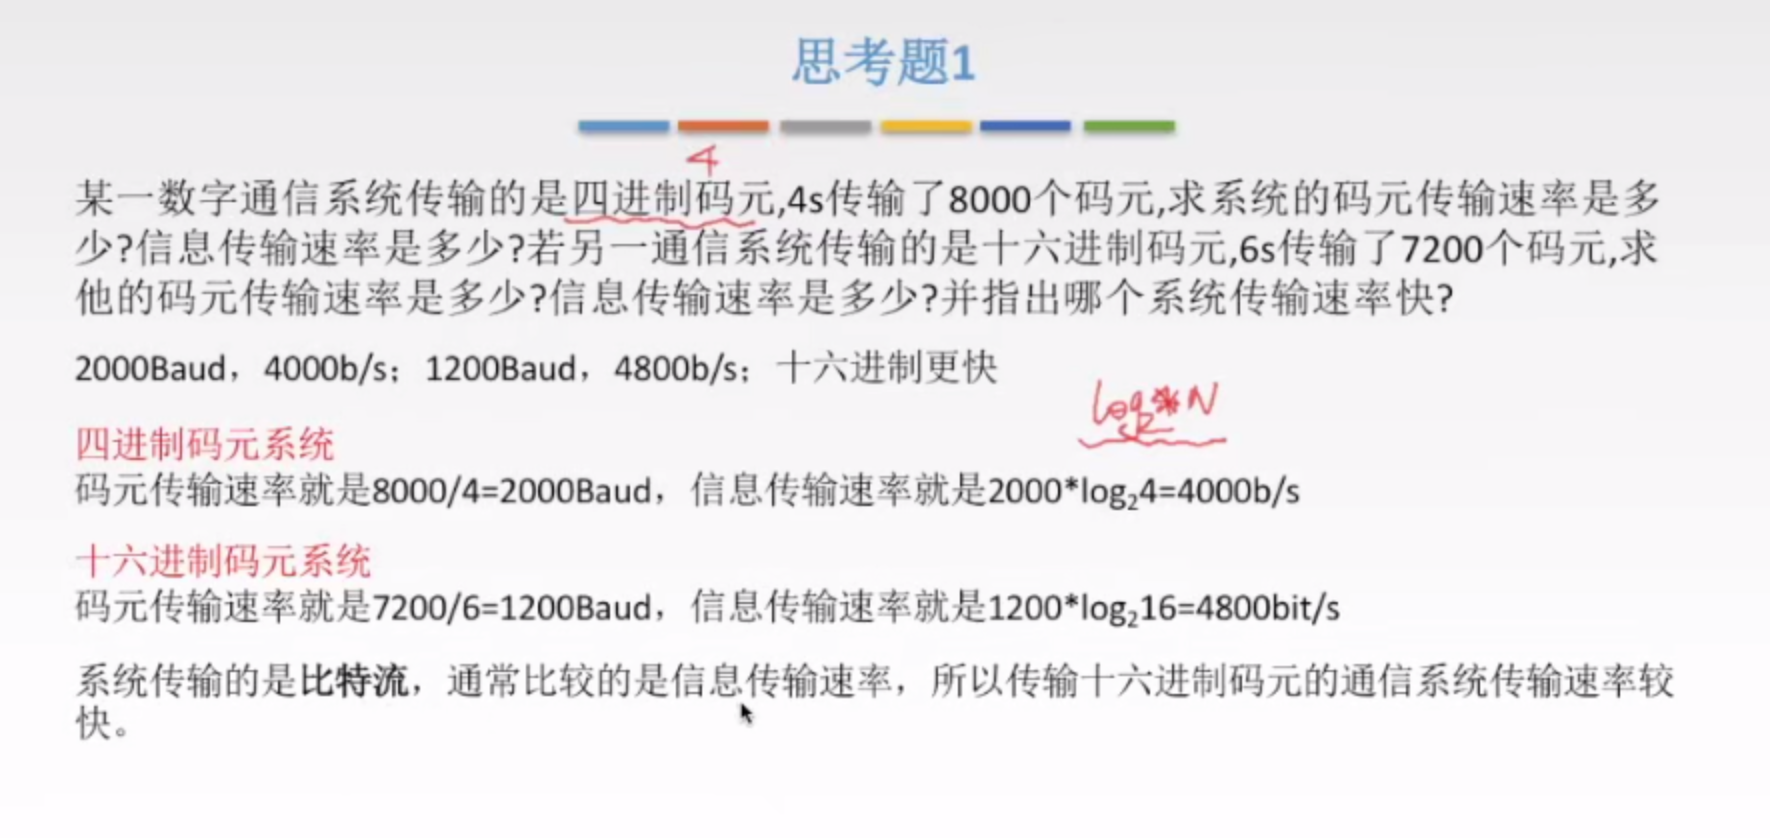 思考题1
4
某一数字通信系统传输的是四进制码元,4s传输了8000个码元,求系统的码元传输速率是多
少?信息传输速率是多少?若另一通信系统传输的是十六进制码元,6s传输了7200个码元,求
他的码元传输速率是多少?信息传输速率是多少?并指出哪个系统传输速率快?
2000Baud，4000b/s；1200Baud，4800b/s；十六进制更快
log₂N
四进制码元系统
码元传输速率就是8000/4=2000Baud，信息传输速率就是2000*log₂4=4000b/s
十六进制码元系统
码元传输速率就是7200/6=1200Baud，信息传输速率就是1200*log₂16=4800bit/s
系统传输的是比特流，通常比较的是信息传输速率，所以传输十六进制码元的通信系统传输速率较
快。